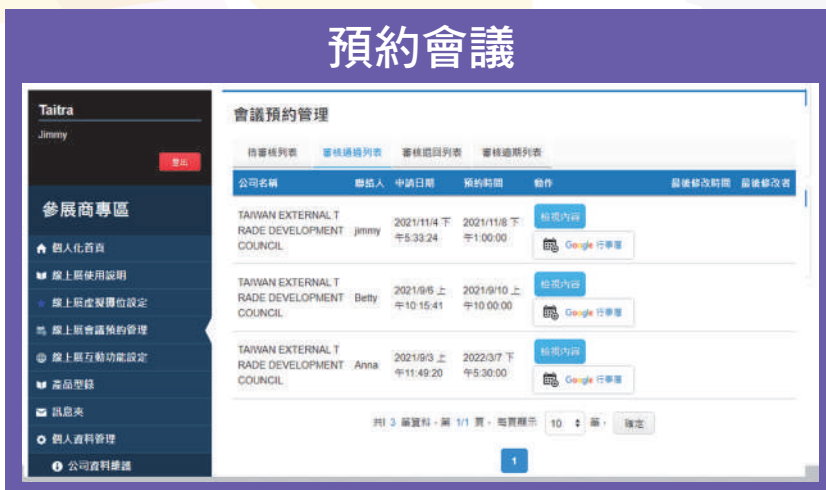 預約會議
Taitra
Jimmy
登出
參展商專區
個人化首頁
線上展使用說明
線上展虛擬攤位設定
線上展會議預約管理
線上展互動功能設定
產品型錄
訊息夾
個人資料管理
公司資料維護
會議預約管理
待審核列表 審核通過列表 審核退回列表 審核逾期列表
公司名稱 聯絡人 申請日期 預約時間 動作 最後修改時間 最後修改者
TAIWAN EXTERNAL T
RADE DEVELOPMENT
COUNCIL
jimmy
2021/11/4 下
午5:33:24
2021/11/8 下
午1:00:00
檢視內容
Google 行事曆
TAIWAN EXTERNAL T
RADE DEVELOPMENT
COUNCIL
Betty
2021/9/6 上
午10:15:41
2021/9/10 上
午10:00:00
檢視內容
Google 行事曆
TAIWAN EXTERNAL T
RADE DEVELOPMENT
COUNCIL
Anna
2021/9/3 上
午11:49:20
2022/3/7 下
午5:30:00
檢視內容
Google 行事曆
共 3 筆資料，第 1/1 頁， 每頁顯示 10 筆， 確定
1